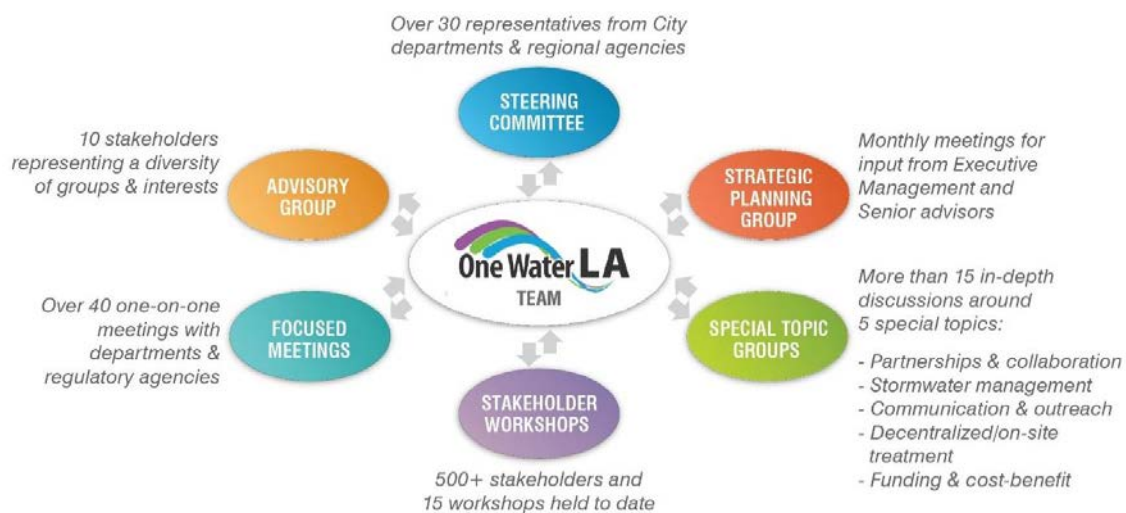 Over 30 representatives from City
departments & regional agencies
STEERING
COMMITTEE
10 stakeholders
representing a diversity
of groups & interests
ADVISORY
GROUP
STRATEGIC
PLANNING
GROUP
Monthly meetings for
input from Executive
Management and
Senior advisors
One Water LA
TEAM
Over 40 one-on-one
meetings with
departments &
regulatory agencies
FOCUSED
MEETINGS
SPECIAL TOPIC
GROUPS
More than 15 in-depth
discussions around
5 special topics:
- Partnerships & collaboration
- Stormwater management
- Communication & outreach
- Decentralized/on-site
treatment
- Funding & cost-benefit
STAKEHOLDER
WORKSHOPS
500+ stakeholders and
15 workshops held to date